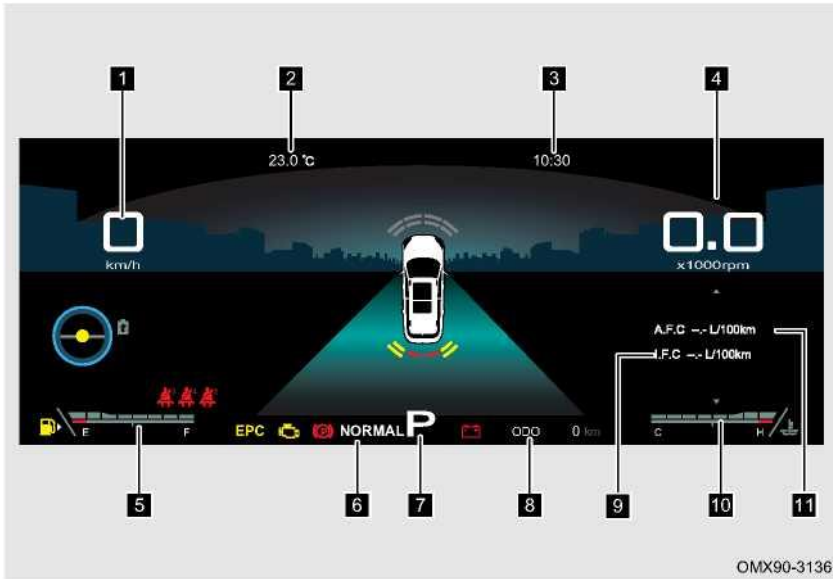 1 2 3 4
23.0 °C 10:30
0 0.0
km/h x1000rpm
A.F.C --.- L/100km
I.F.C --.- L/100km
E F EPC P NORMAL P ODO 0 km C H
5 6 7 8 9 10 11
OMX90-3136